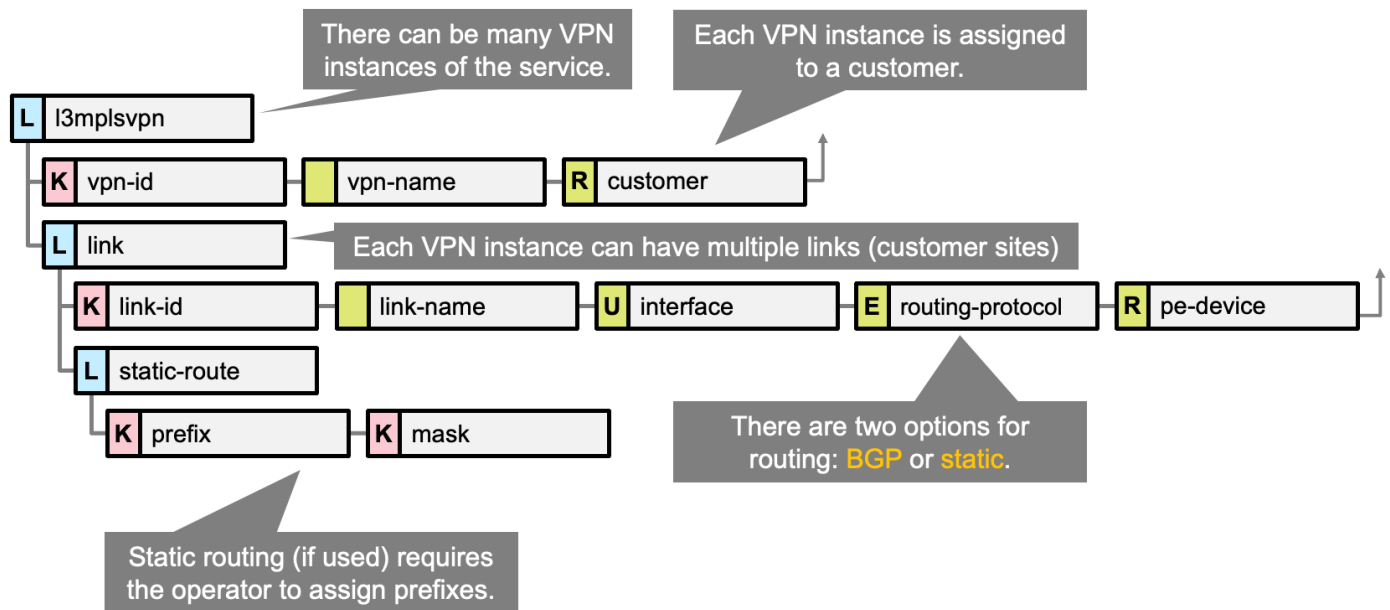 There can be many VPN
instances of the service.
Each VPN instance is assigned
to a customer.
L l3mplsvpn
K vpn-id vpn-name R customer
L link
Each VPN instance can have multiple links (customer sites)
K link-id link-name U interface E routing-protocol R pe-device
L static-route
K prefix K mask
There are two options for
routing: BGP or static.
Static routing (if used) requires
the operator to assign prefixes.